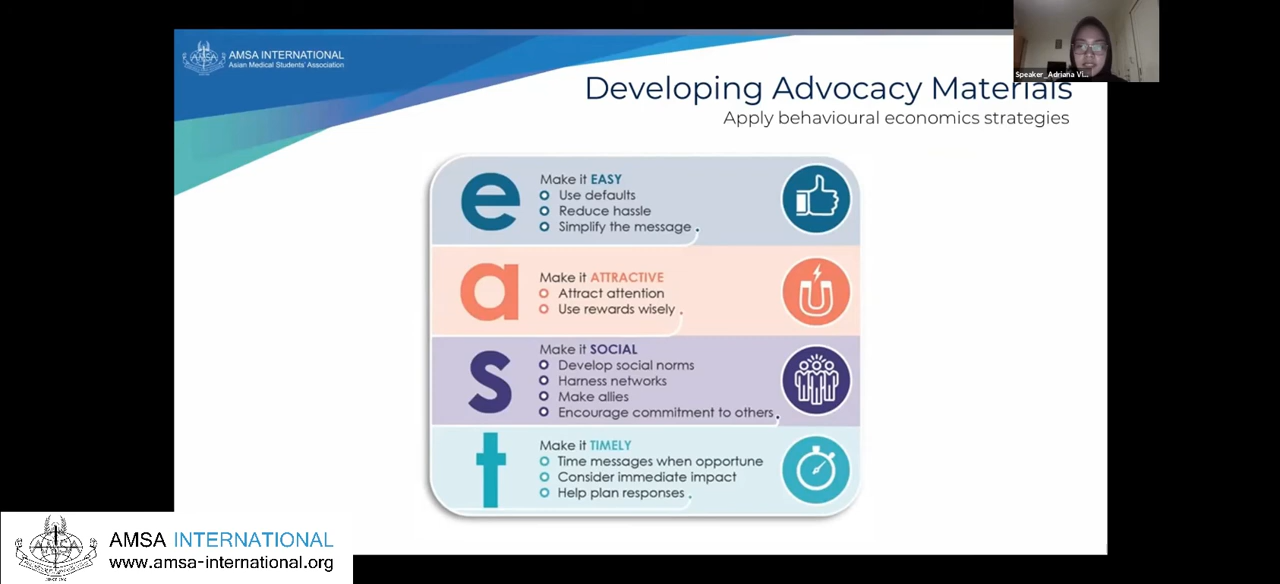 AMSA INTERNATIONAL
Asian Medical Students' Association
Speaker_Adriana Vi...
Developing Advocacy Materials
Apply behavioural economics strategies
e
Make it EASY
Use defaults
Reduce hassle
Simplify the message.
a
Make it ATTRACTIVE
Attract attention
Use rewards wisely.
s
Make it SOCIAL
Develop social norms
Harness networks
Make allies
Encourage commitment to others.
t
Make it TIMELY
Time messages when opportune
Consider immediate impact
Help plan responses.
AMSA INTERNATIONAL
www.amsa-international.org